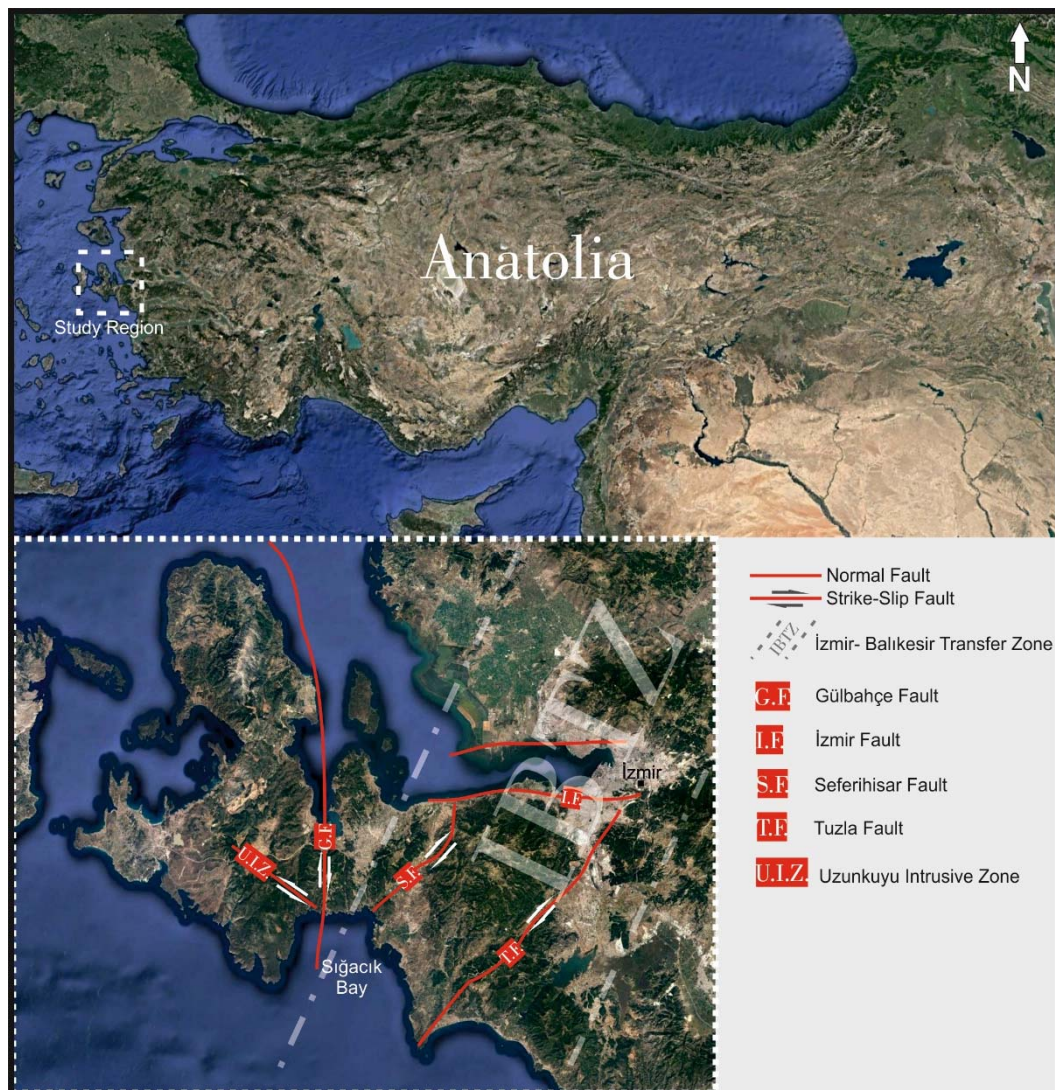 N
Anatolia
Study Region
IBTZ
İzmir
I.F.
G.F.
U.I.Z.
S.F.
T.F.
Sığacık
Bay
Normal Fault
Strike-Slip Fault
IBTZ
İzmir- Balıkesir Transfer Zone
G.F.
Gülbahçe Fault
I.F.
İzmir Fault
S.F.
Seferihisar Fault
T.F.
Tuzla Fault
U.I.Z.
Uzunkuyu Intrusive Zone